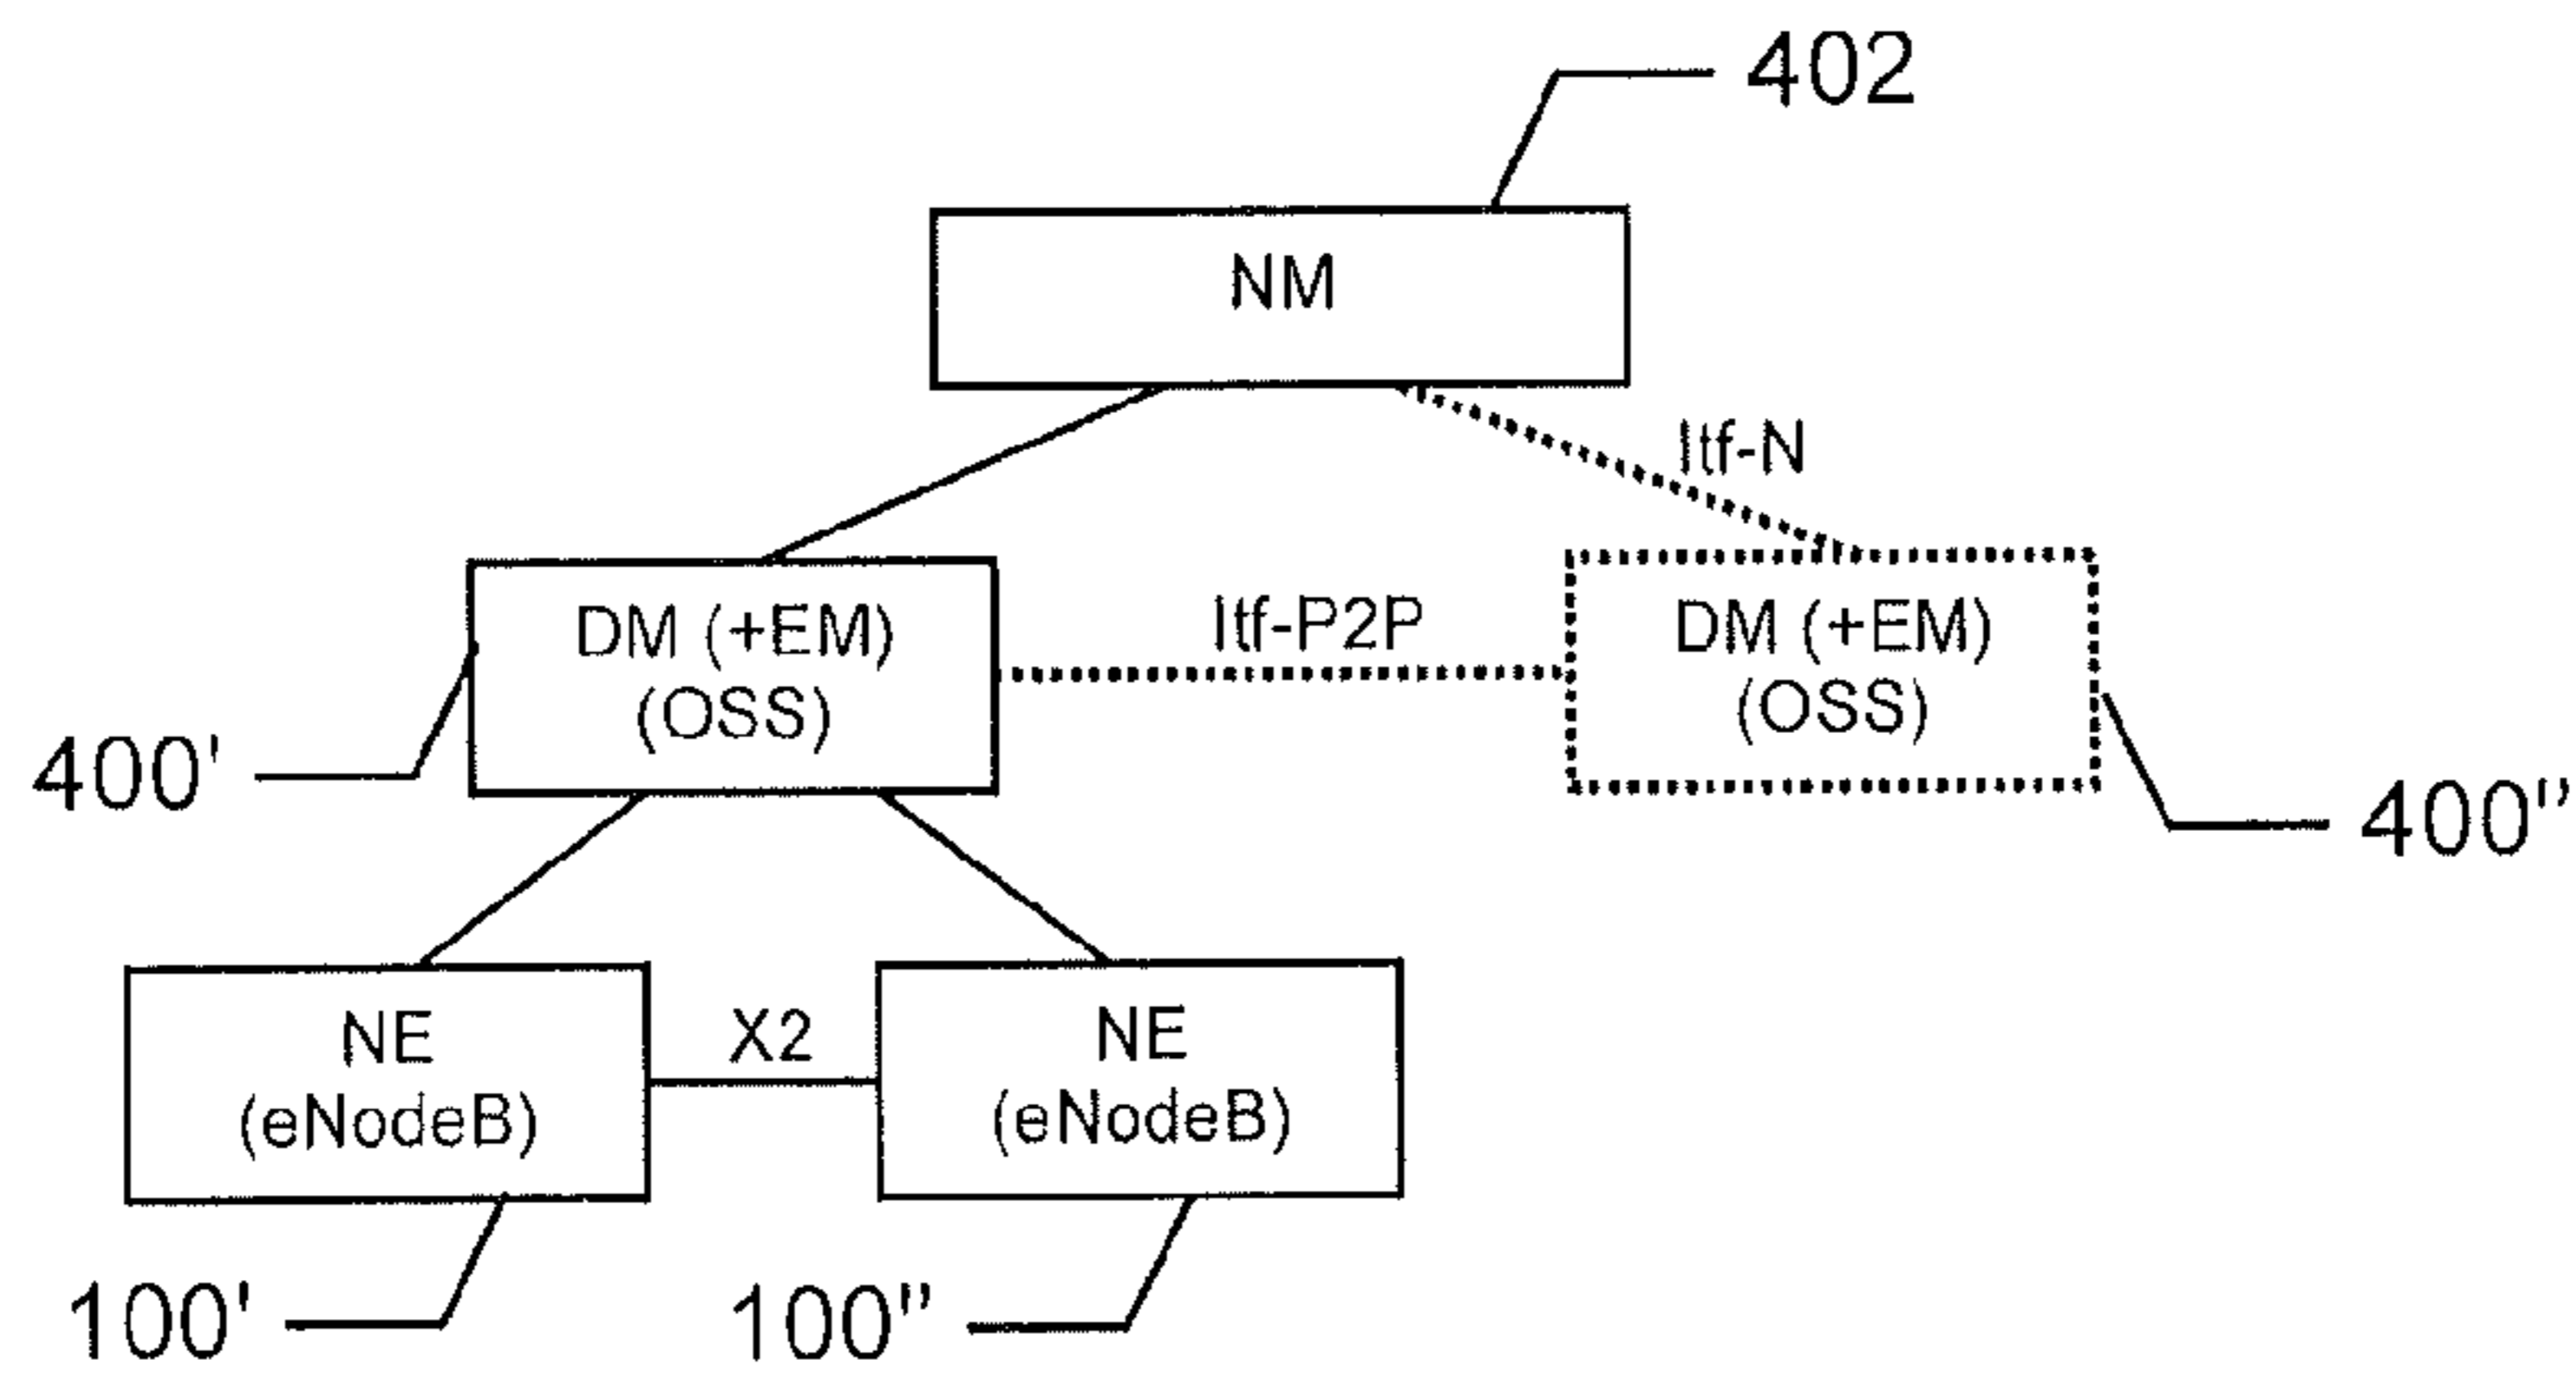 402
NM
Itf-N
DM (+EM)
(OSS)
Itf-P2P
DM (+EM)
(OSS)
400'
400"
NE
(eNodeB)
X2
NE
(eNodeB)
100'
100"